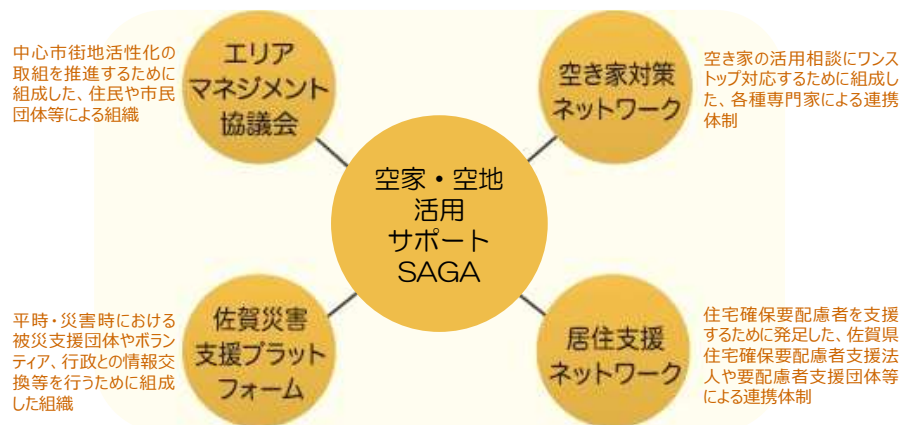 中心市街地活性化の
取組を推進するために
組成した、住民や市民
団体等による組織
エリア
マネジメント
協議会
空き家対策
ネットワーク
空き家の活用相談にワンス
トップ対応するために組成し
た、各種専門家による連携
体制
空家・空地
活用
サポート
SAGA
平時・災害時における
被災支援団体やボラン
ティア、行政との情報交
換等を行うために組成
した組織
佐賀災害
支援プラット
フォーム
居住支援
ネットワーク
住宅確保要配慮者を支援
するために発足した、佐賀県
住宅確保要配慮者支援法
人や要配慮者支援団体等
による連携体制